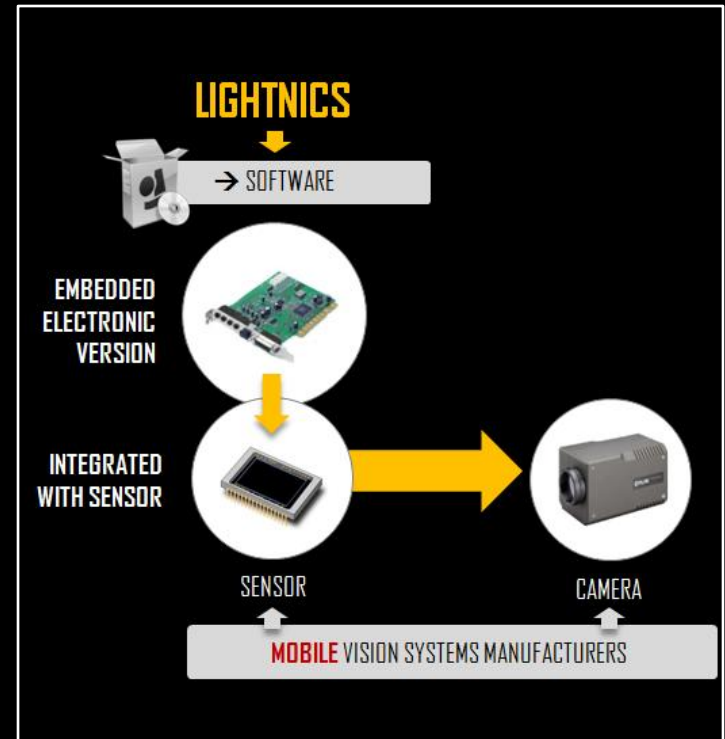 LIGHTNICS
→ SOFTWARE
EMBEDDED
ELECTRONIC
VERSION
INTEGRATED
WITH SENSOR
SENSOR
CAMERA
MOBILE VISION SYSTEMS MANUFACTURERS